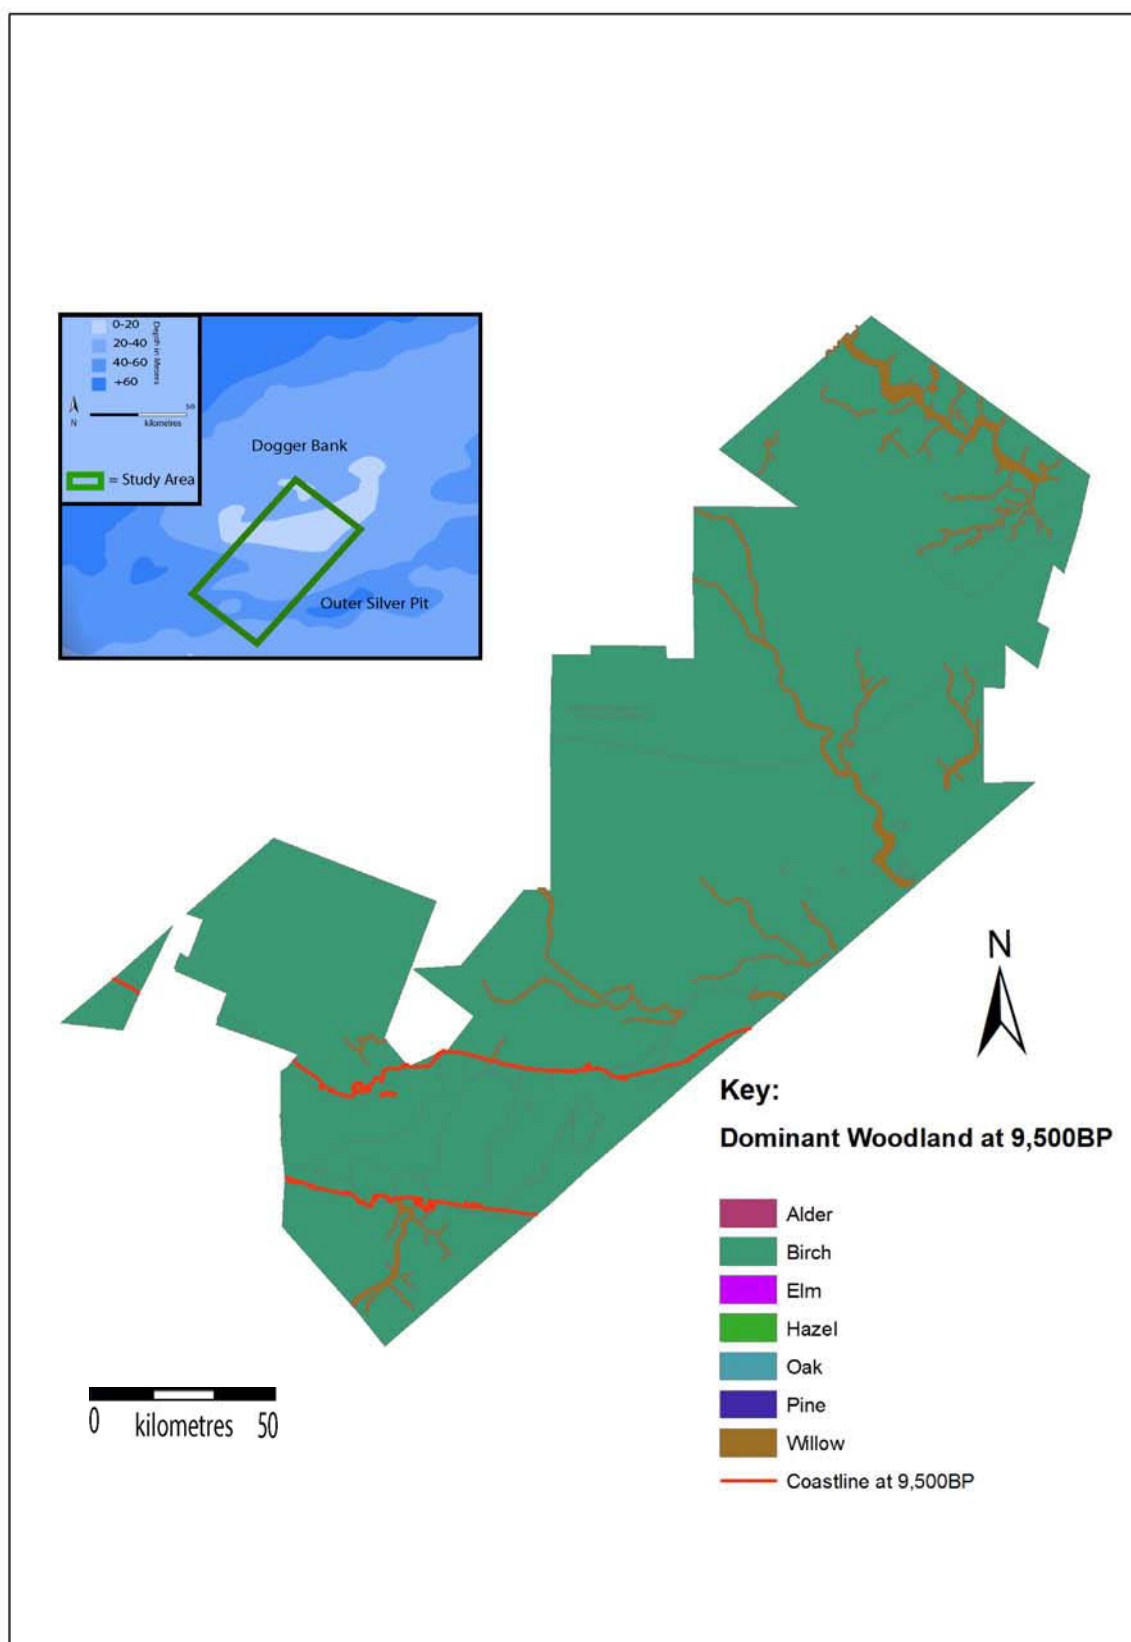 0-20
20-40
40-60
+60
Depth in Meters
N
50
kilometres
= Study Area
Dogger Bank
Outer Silver Pit
N
Key:
Dominant Woodland at 9,500BP
Alder
Birch
Elm
Hazel
Oak
Pine
Willow
Coastline at 9,500BP
0 kilometres 50